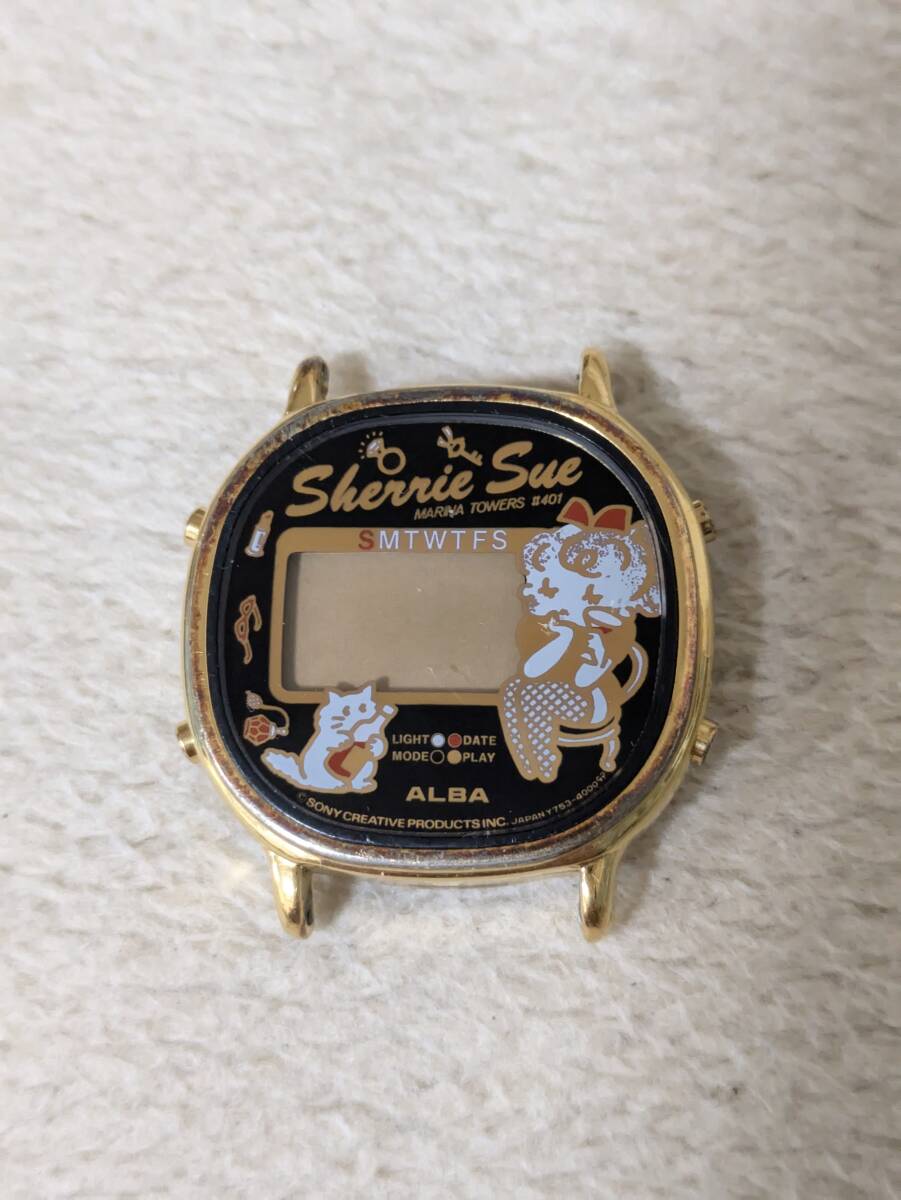 Sherrie Sue
MARINA TOWERS #401
SMTWTFS
LIGHT DATE
MODE PLAY
ALBA
© SONY CREATIVE PRODUCTS INC. JAPAN Y753-4000